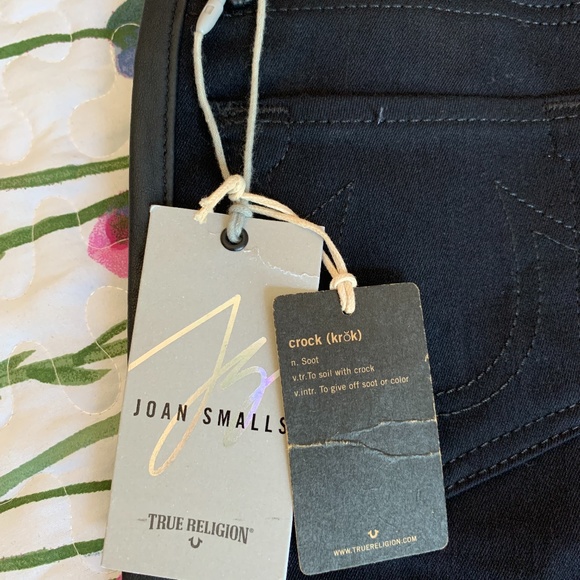 JS
JOAN SMALLS
TRUE RELIGION®
crock (krŏk)
n. Soot
v.tr.To soil with crock
v.intr. To give off soot or color
WWW.TRUERELIGION.COM